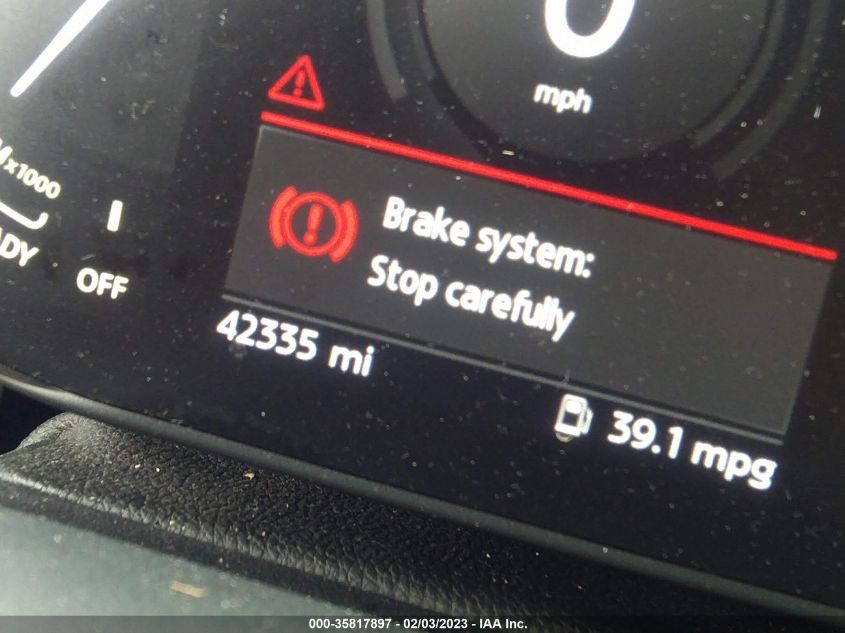 0
mph
x1000
OFF
Brake system:
Stop carefully
42335 mi
39.1 mpg
000-35817897 - 02/03/2023 - IAA Inc.